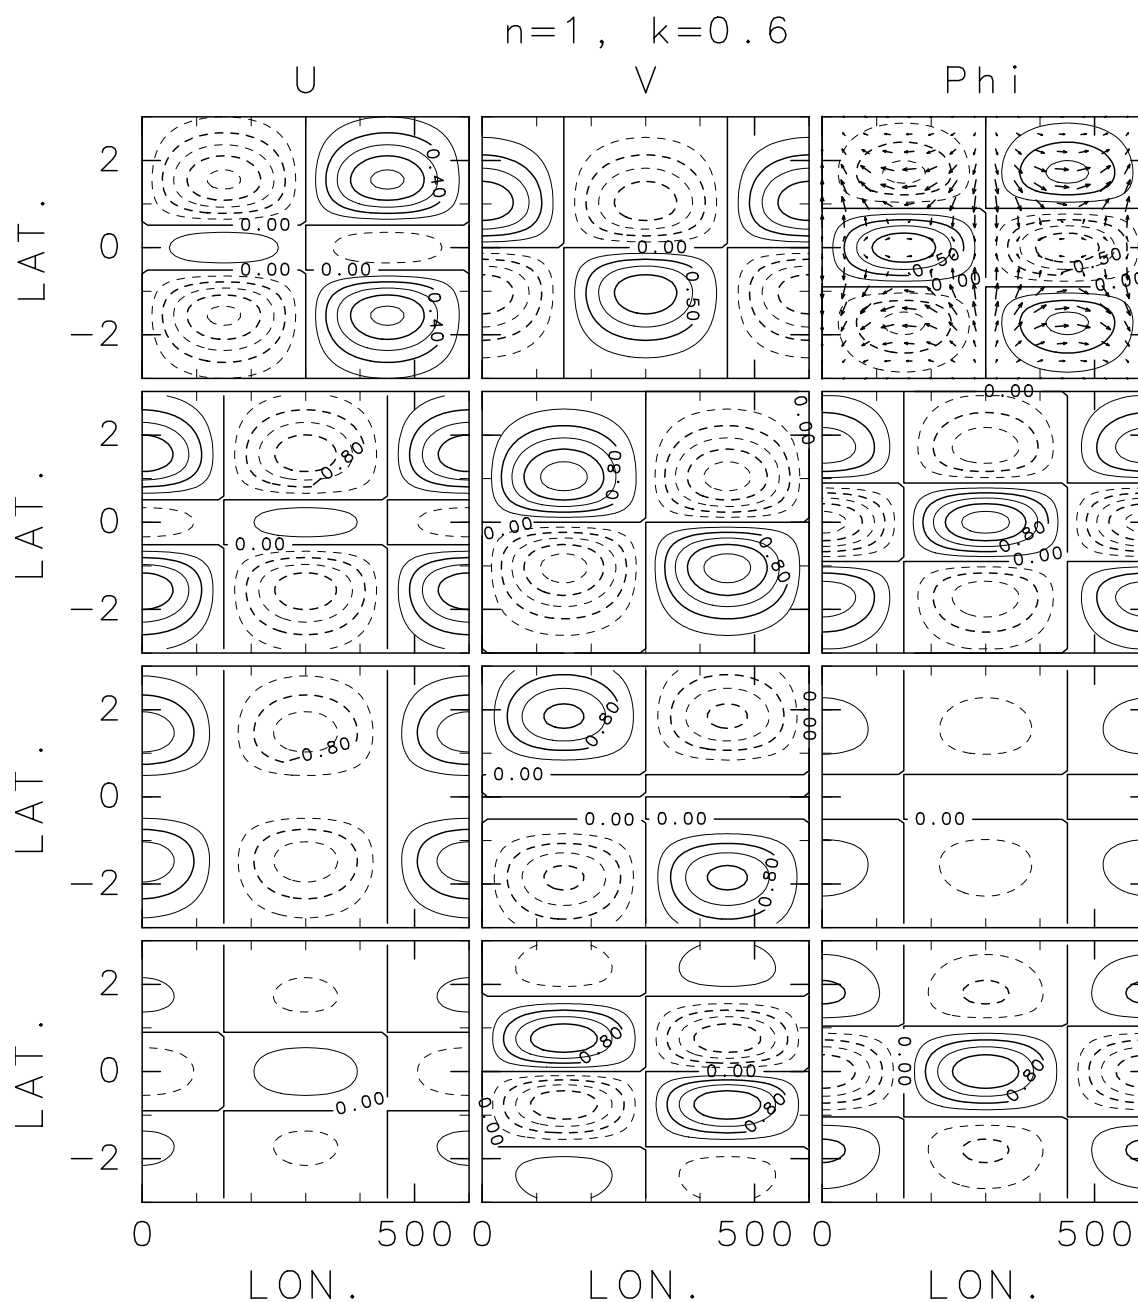 n=1, k=0.6
U V Phi
LAT. 2 0 -2 0.40 0.00 0.00 0.00 0.40 0.00 0.50 0.50 0.00 0.50 0.00
LAT. 2 0 -2 0.80 0.00 0.80 0.00 0.00 0.80 0.00 0.80 0.00
LAT. 2 0 -2 -0.80 0.80 0.00 0.00 0.00 0.00 0.80 0.00
LAT. 2 0 -2 0.00 0.80 0.00 0.00 0.80 0.00 0.80
0 500 0 500 0 500
LON. LON. LON.